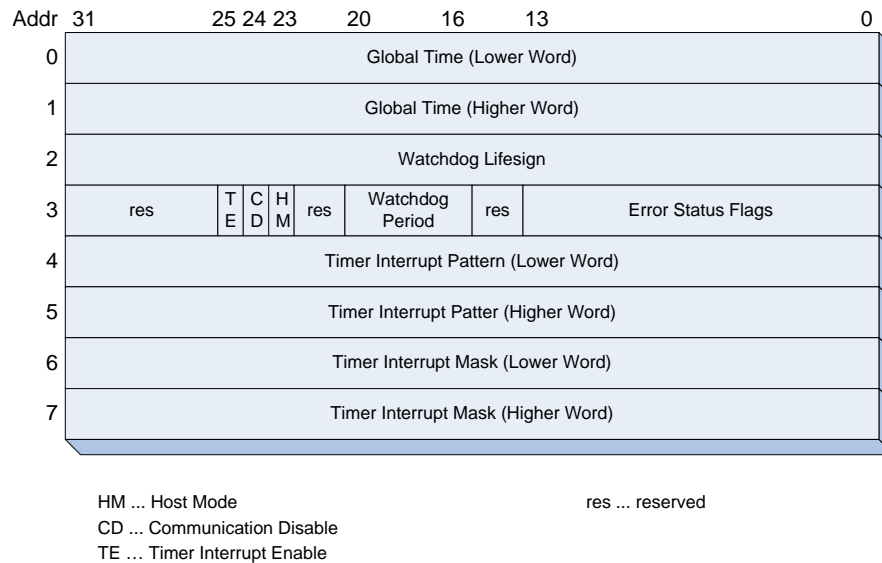 Addr 31 25 24 23 20 16 13 0
0 Global Time (Lower Word)
1 Global Time (Higher Word)
2 Watchdog Lifesign
3 res TE CD HM res Watchdog Period res Error Status Flags
4 Timer Interrupt Pattern (Lower Word)
5 Timer Interrupt Patter (Higher Word)
6 Timer Interrupt Mask (Lower Word)
7 Timer Interrupt Mask (Higher Word)
HM ... Host Mode res ... reserved
CD ... Communication Disable
TE … Timer Interrupt Enable